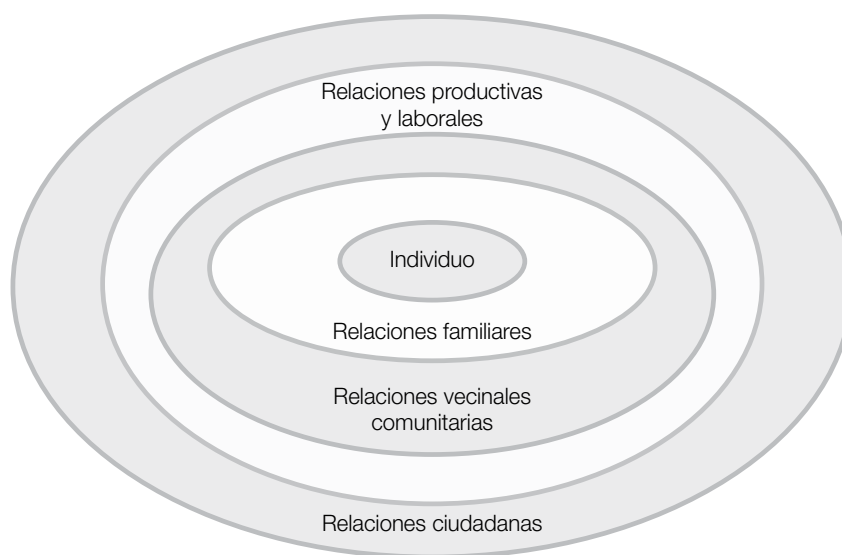 Relaciones productivas
y laborales
Individuo
Relaciones familiares
Relaciones vecinales
comunitarias
Relaciones ciudadanas